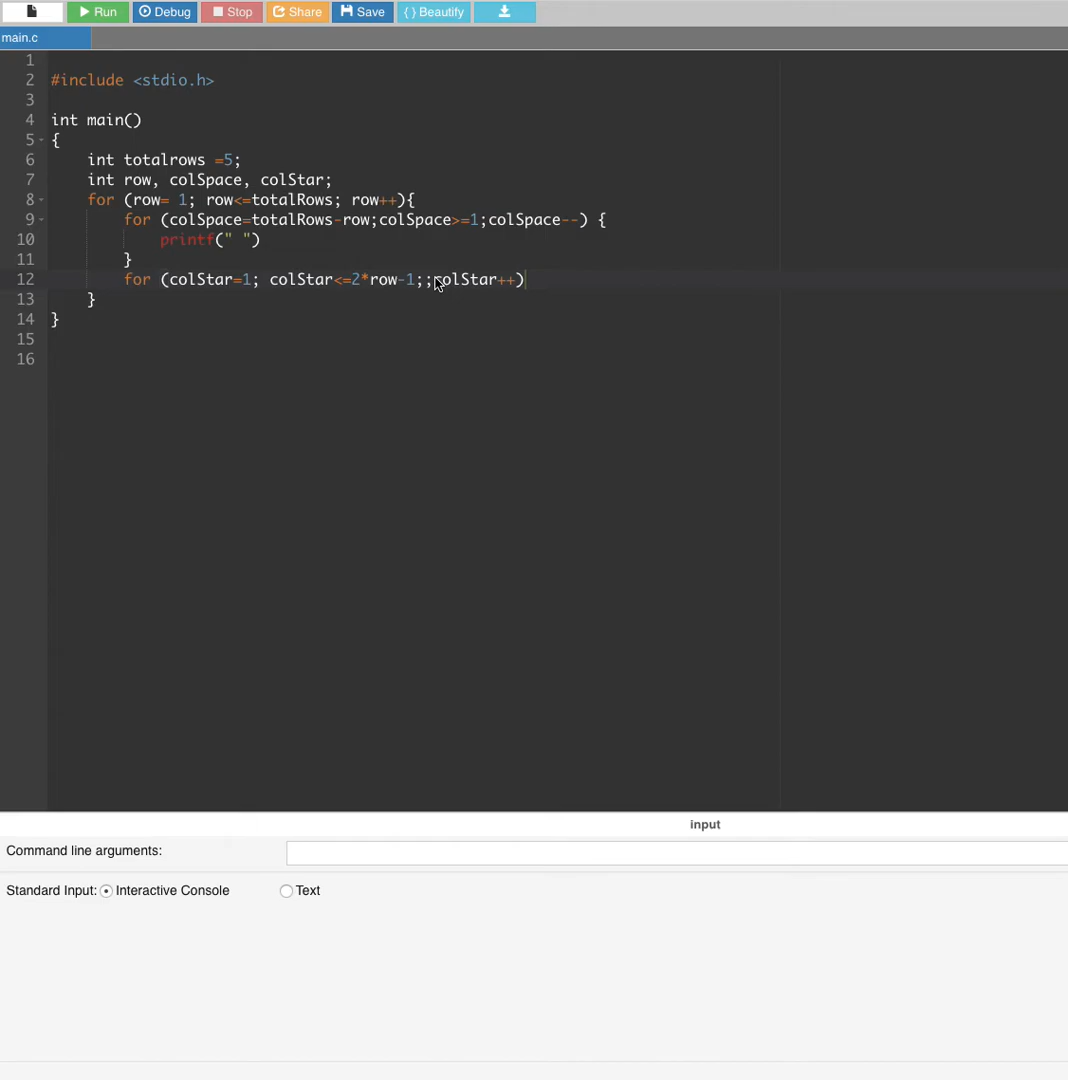 Run Debug Stop Share Save { } Beautify
main.c
1
2 #include <stdio.h>
3
4 int main()
5 {
6 int totalrows =5;
7 int row, colSpace, colStar;
8 for (row= 1; row<=totalRows; row++){
9 for (colSpace=totalRows-row;colSpace>=1;colSpace--) {
10 printf(" ")
11 }
12 for (colStar=1; colStar<=2*row-1;;colStar++)
13 }
14 }
15
16
input
Command line arguments:
Standard Input: Interactive Console Text